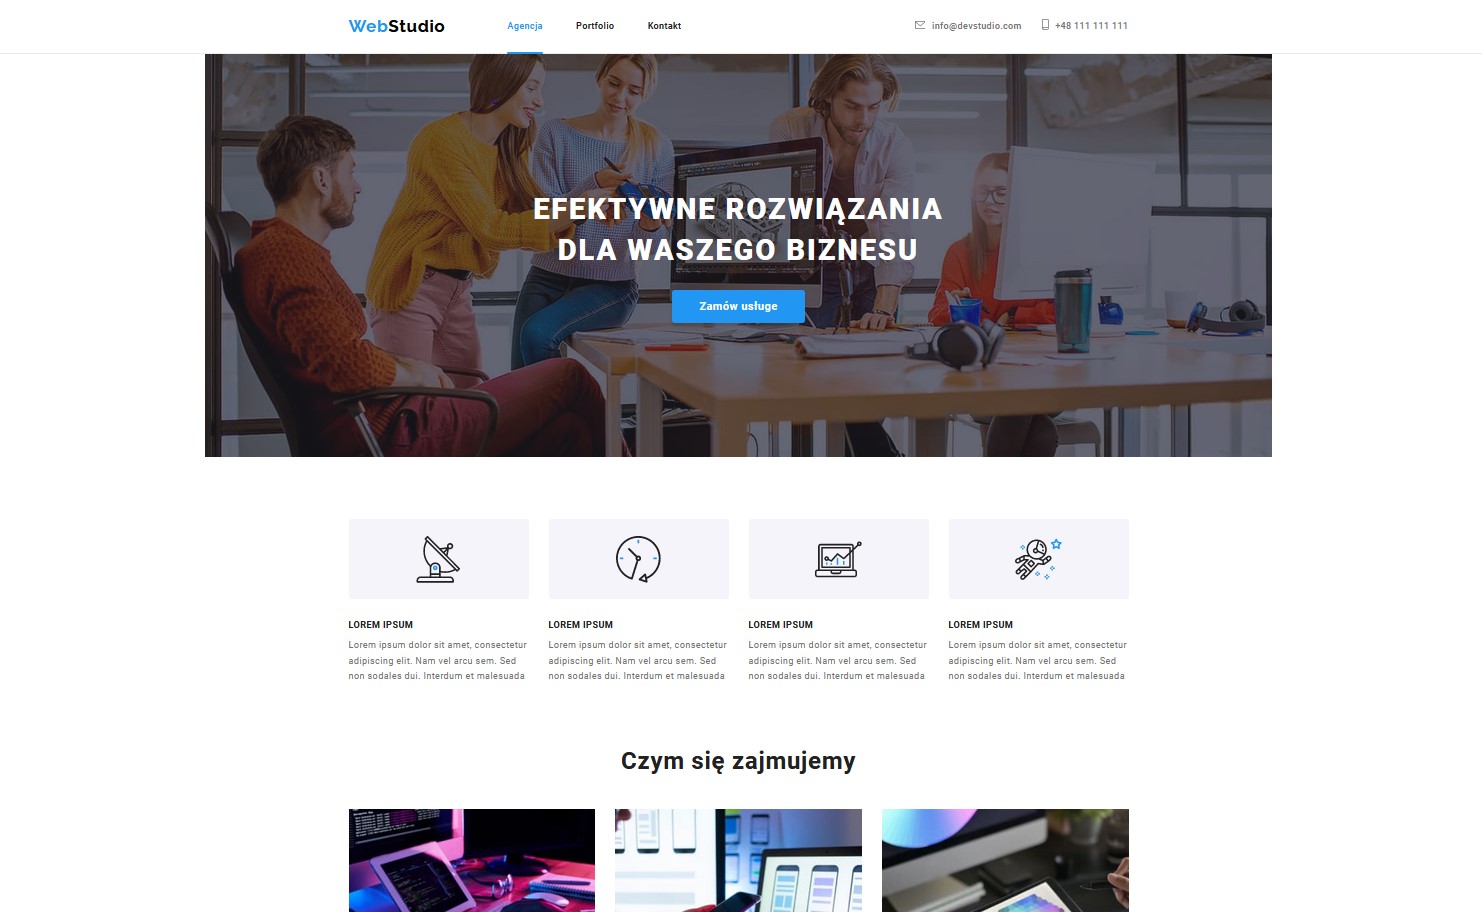 WebStudio
Agencja
Portfolio
Kontakt
info@devstudio.com
+48 111 111 111
EFEKTYWNE ROZWIĄZANIA
DLA WASZEGO BIZNESU
Zamów usługe
LOREM IPSUM
Lorem ipsum dolor sit amet, consectetur
adipiscing elit. Nam vel arcu sem. Sed
non sodales dui. Interdum et malesuada
LOREM IPSUM
Lorem ipsum dolor sit amet, consectetur
adipiscing elit. Nam vel arcu sem. Sed
non sodales dui. Interdum et malesuada
LOREM IPSUM
Lorem ipsum dolor sit amet, consectetur
adipiscing elit. Nam vel arcu sem. Sed
non sodales dui. Interdum et malesuada
LOREM IPSUM
Lorem ipsum dolor sit amet, consectetur
adipiscing elit. Nam vel arcu sem. Sed
non sodales dui. Interdum et malesuada
Czym się zajmujemy